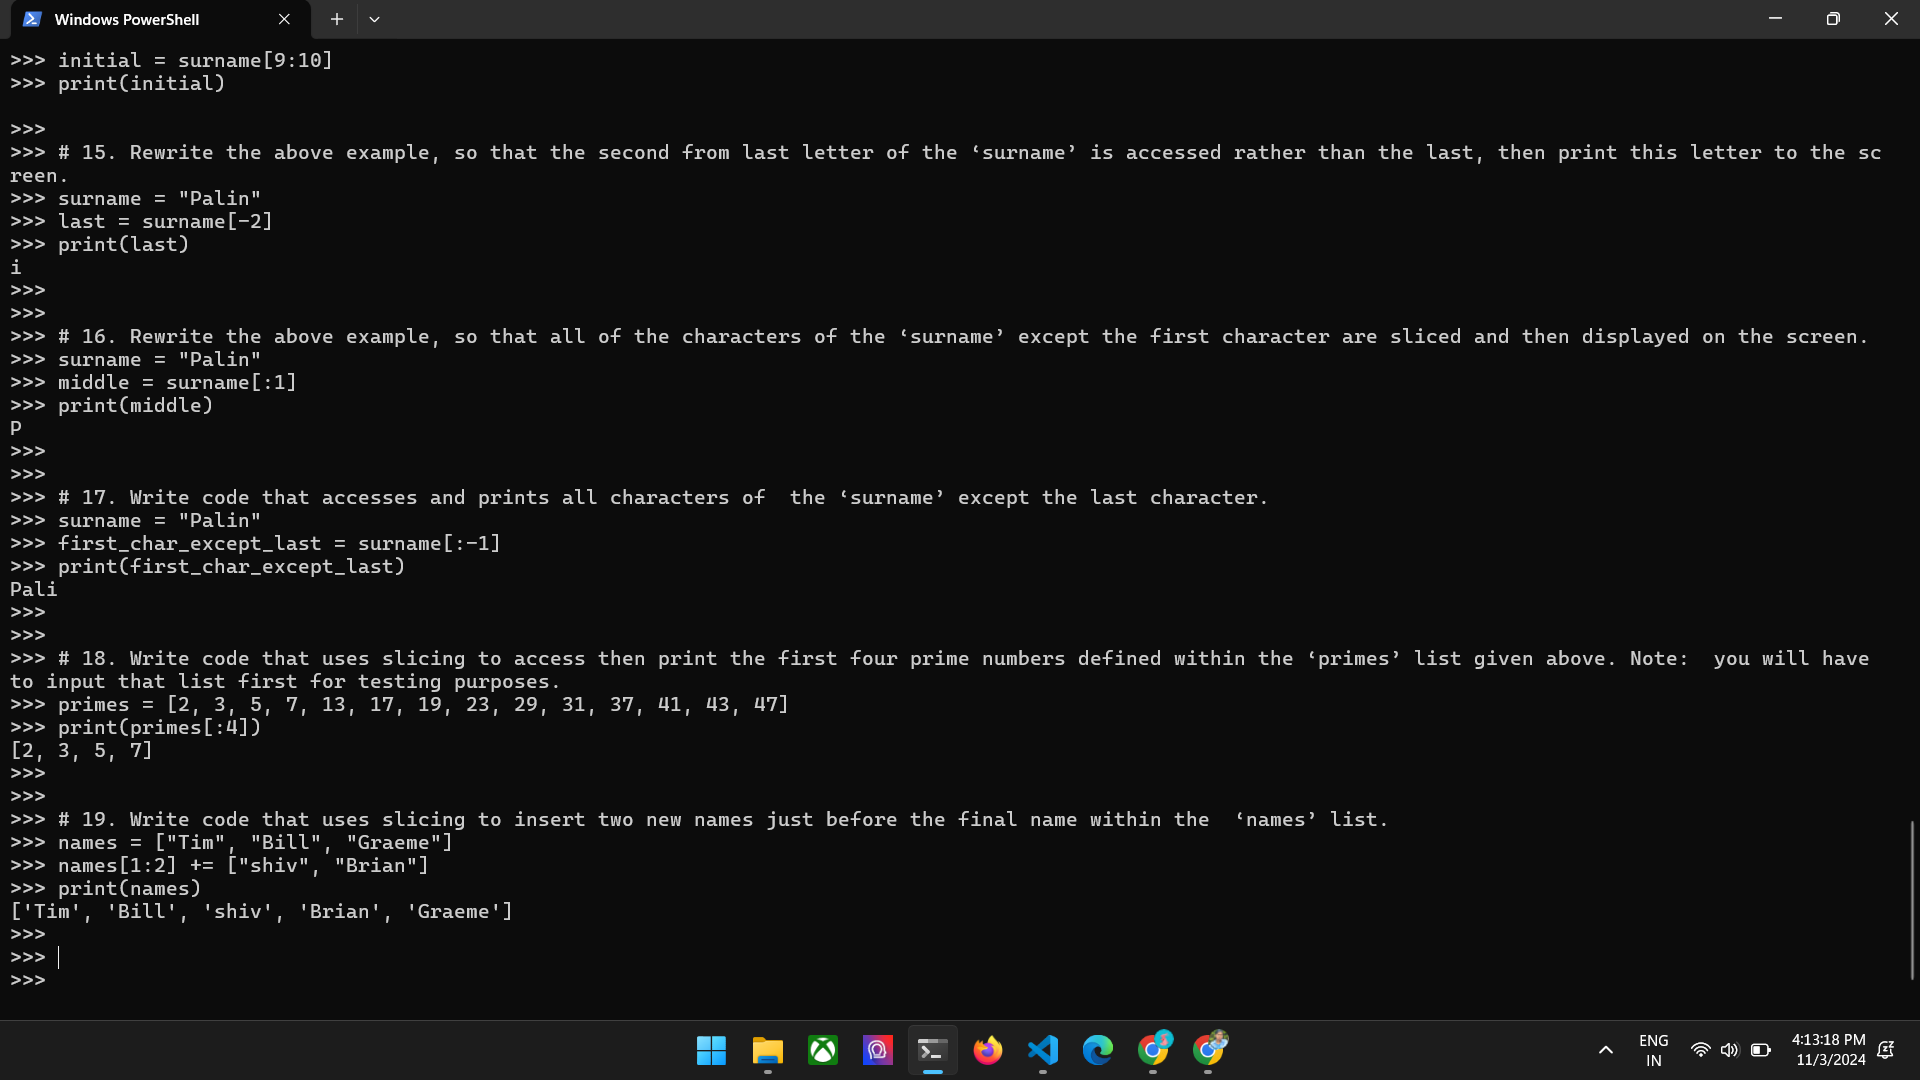 Windows PowerShell
>>> initial = surname[9:10]
>>> print(initial)
>>>
>>> # 15. Rewrite the above example, so that the second from last letter of the ‘surname’ is accessed rather than the last, then print this letter to the sc
reen.
>>> surname = "Palin"
>>> last = surname[-2]
>>> print(last)
i
>>>
>>>
>>> # 16. Rewrite the above example, so that all of the characters of the ‘surname’ except the first character are sliced and then displayed on the screen.
>>> surname = "Palin"
>>> middle = surname[:1]
>>> print(middle)
P
>>>
>>>
>>> # 17. Write code that accesses and prints all characters of  the ‘surname’ except the last character.
>>> surname = "Palin"
>>> first_char_except_last = surname[:-1]
>>> print(first_char_except_last)
Pali
>>>
>>>
>>> # 18. Write code that uses slicing to access then print the first four prime numbers defined within the ‘primes’ list given above. Note:  you will have
to input that list first for testing purposes.
>>> primes = [2, 3, 5, 7, 13, 17, 19, 23, 29, 31, 37, 41, 43, 47]
>>> print(primes[:4])
[2, 3, 5, 7]
>>>
>>>
>>> # 19. Write code that uses slicing to insert two new names just before the final name within the  ‘names’ list.
>>> names = ["Tim", "Bill", "Graeme"]
>>> names[1:2] += ["shiv", "Brian"]
>>> print(names)
['Tim', 'Bill', 'shiv', 'Brian', 'Graeme']
>>>
>>>
>>>
ENG
IN
4:13:18 PM
11/3/2024